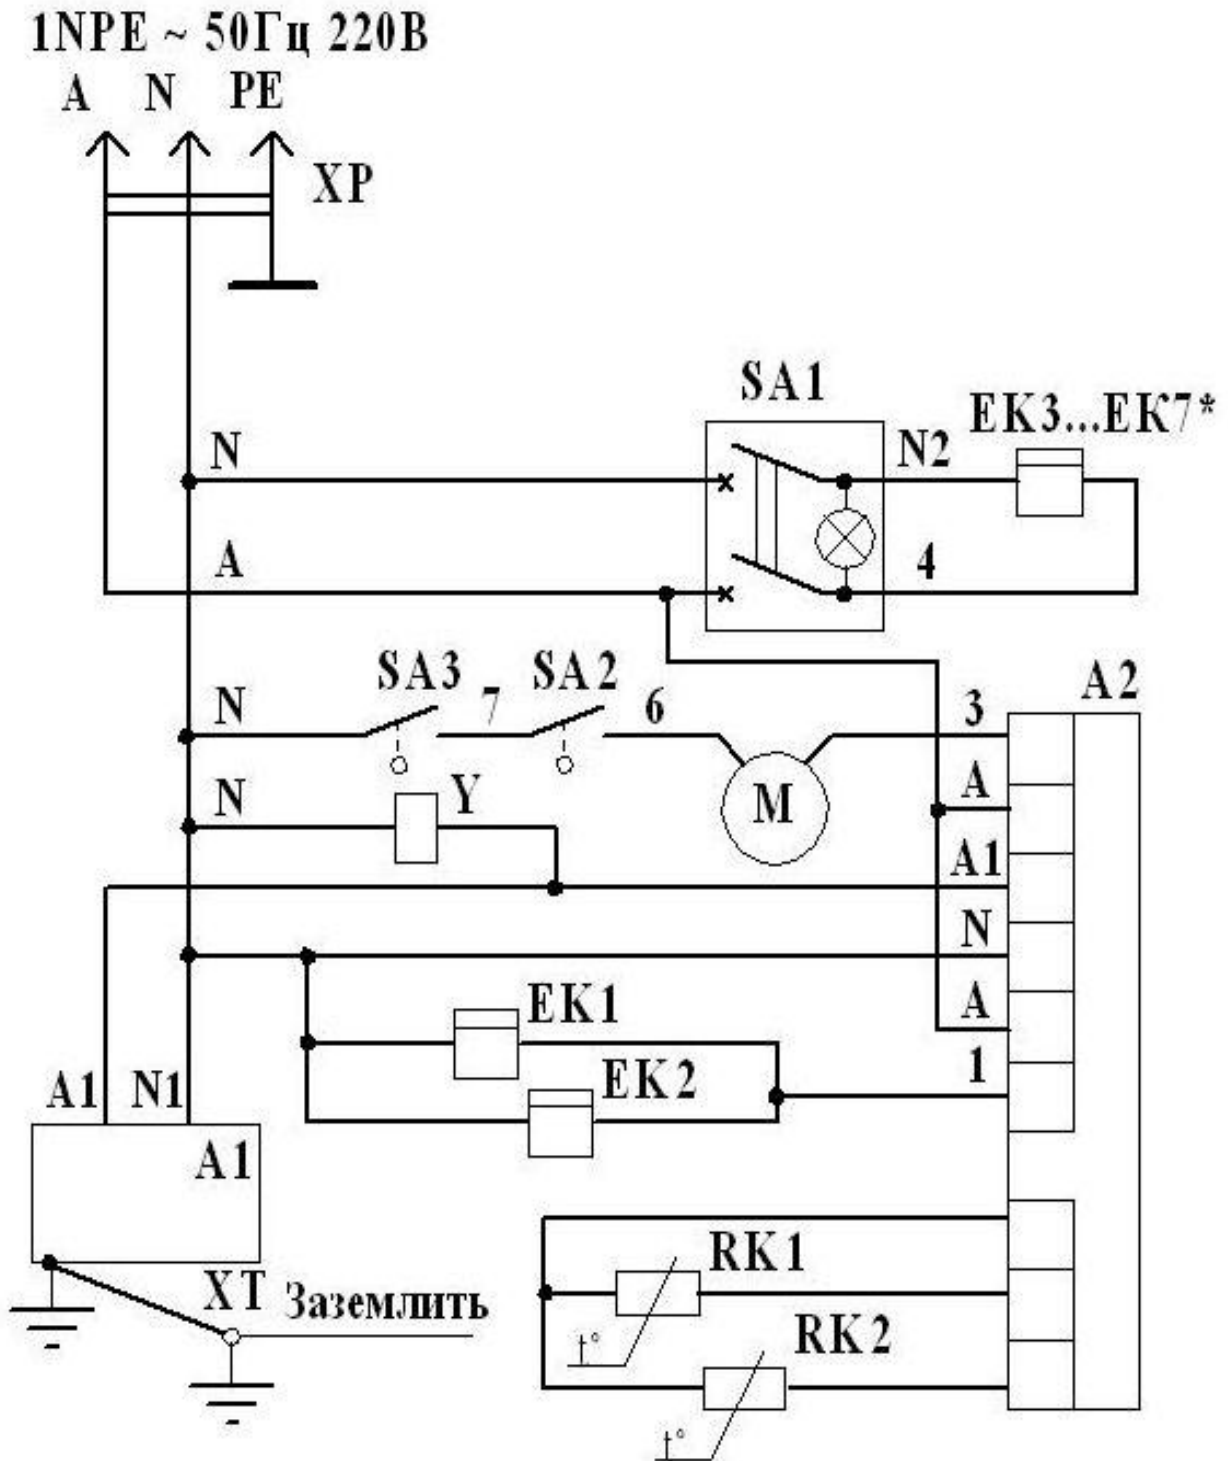 1NPE ~ 50Гц 220В
A N PE
XP
SA1
EK3...EK7*
N
N2
A
4
SA3 SA2 A2
N 7 6 3
A
N Y M
A1
N
A
EK1
1
EK2
A1 N1
A1
RK1
XT Заземлить
t°
RK2
t°